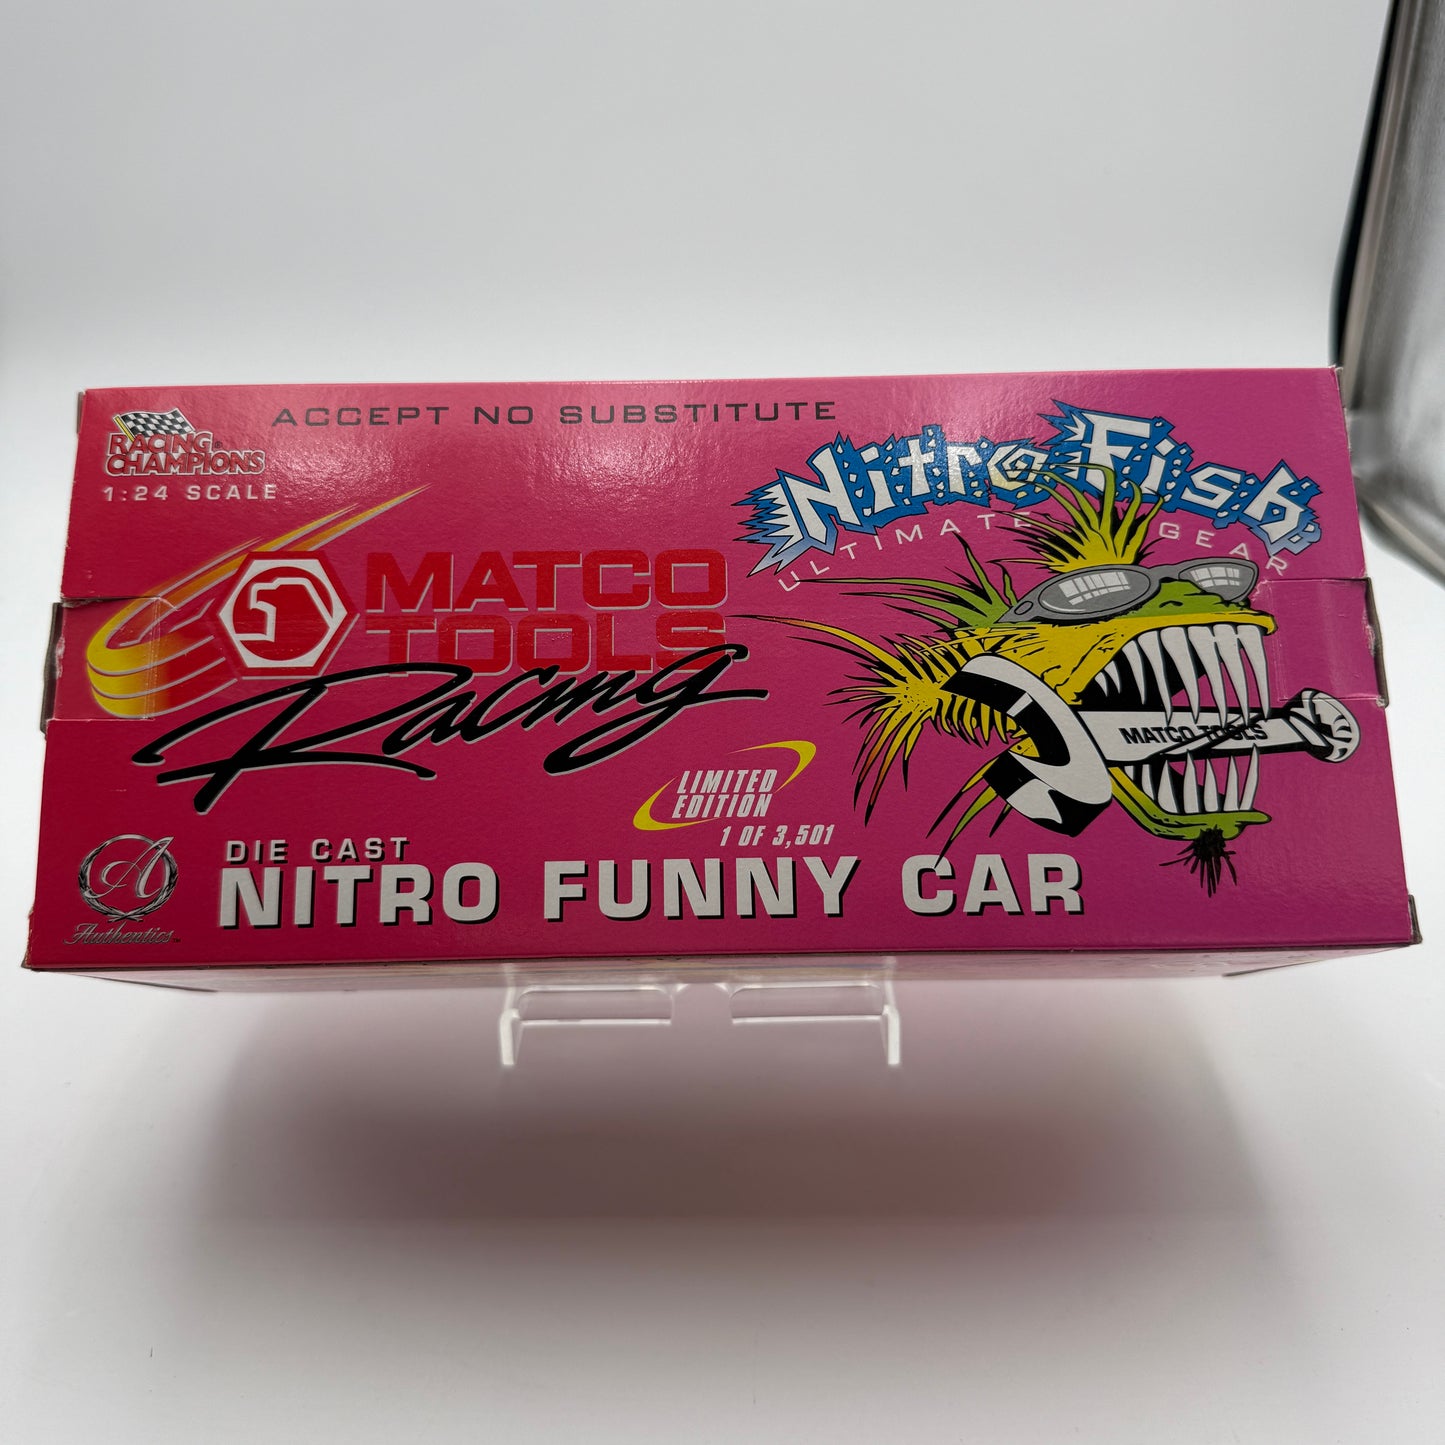 ACCEPT NO SUBSTITUTE
RACING
CHAMPIONS
1:24 SCALE
Nitro Fish
ULTIMATE GEAR
MATCO
TOOLS
Racing
MATCO TOOLS
LIMITED
EDITION
1 OF 3,501
A
Authentics
DIE CAST
NITRO FUNNY CAR